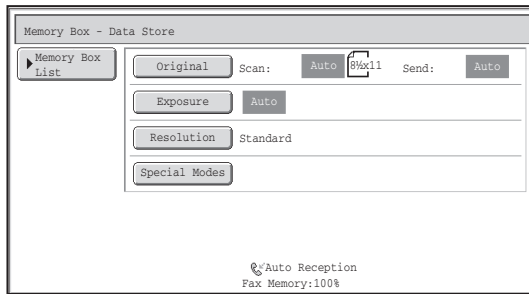 Memory Box - Data Store
Memory Box
List
Original Scan: Auto 8½x11 Send: Auto
Exposure Auto
Resolution Standard
Special Modes
Auto Reception
Fax Memory:100%